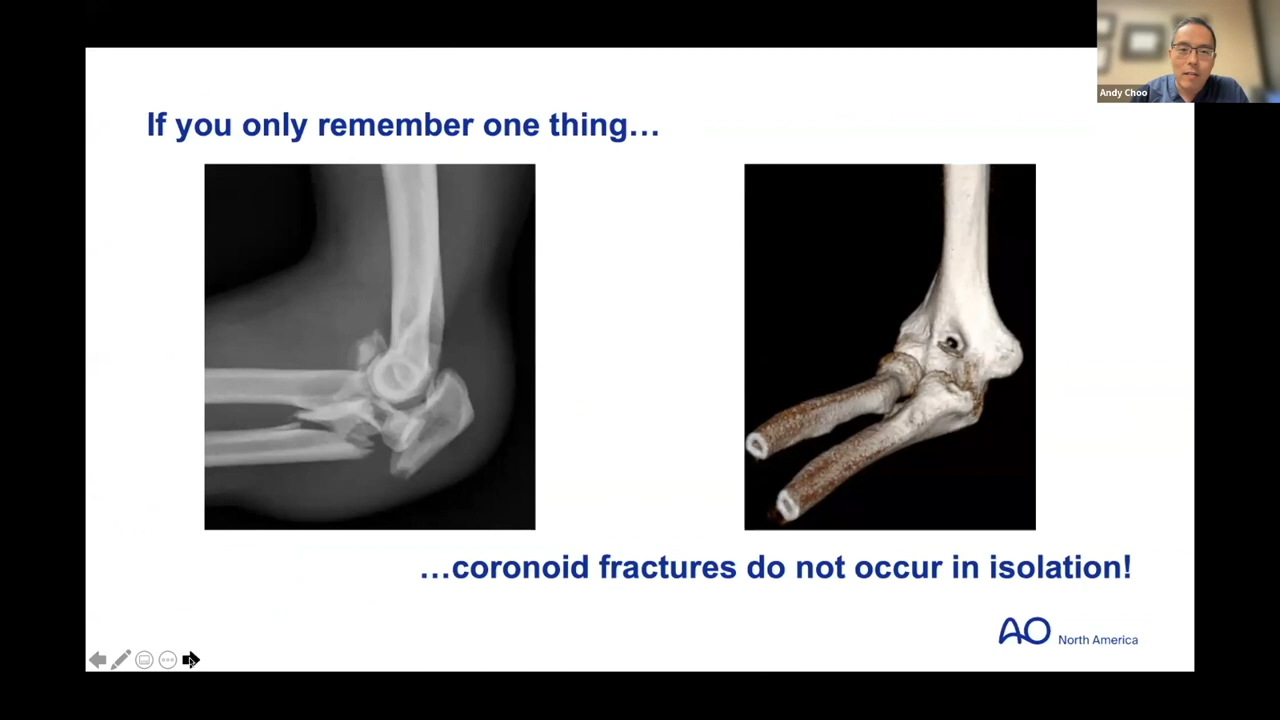 Andy Choo
If you only remember one thing…
…coronoid fractures do not occur in isolation!
AO North America